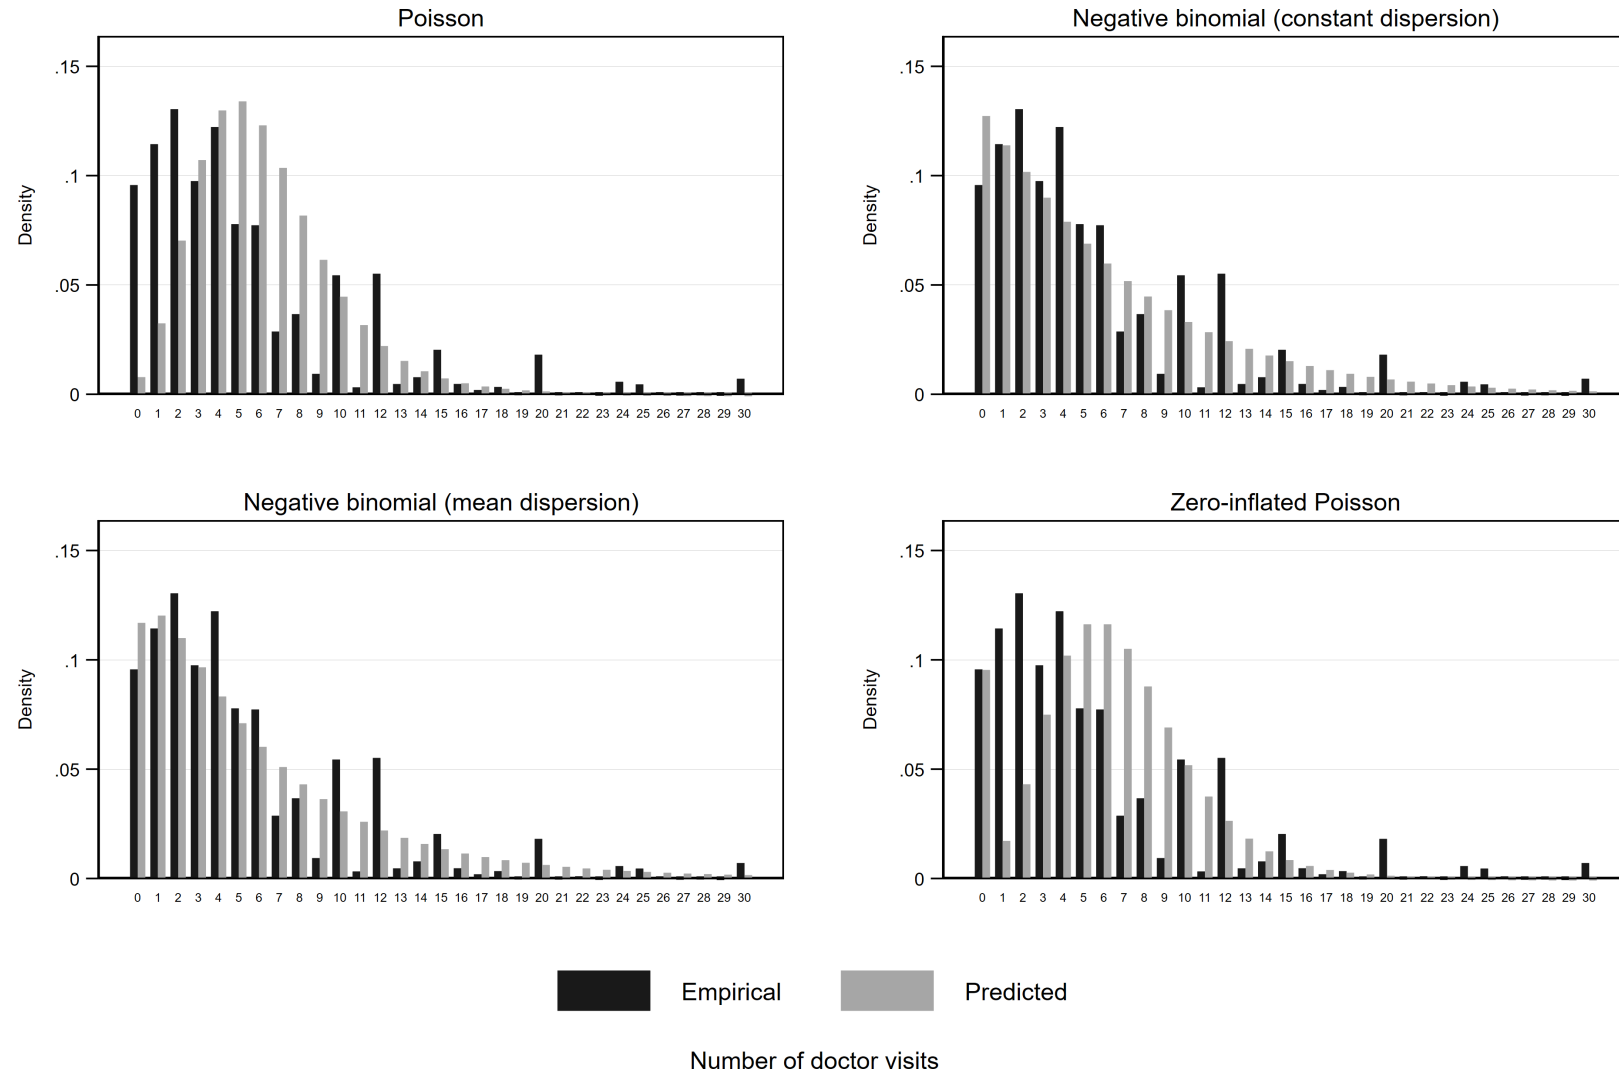 Poisson
.15
.1
.05
0
Density
0 1 2 3 4 5 6 7 8 9 10 11 12 13 14 15 16 17 18 19 20 21 22 23 24 25 26 27 28 29 30
Negative binomial (constant dispersion)
.15
.1
.05
0
Density
0 1 2 3 4 5 6 7 8 9 10 11 12 13 14 15 16 17 18 19 20 21 22 23 24 25 26 27 28 29 30
Negative binomial (mean dispersion)
.15
.1
.05
0
Density
0 1 2 3 4 5 6 7 8 9 10 11 12 13 14 15 16 17 18 19 20 21 22 23 24 25 26 27 28 29 30
Zero-inflated Poisson
.15
.1
.05
0
Density
0 1 2 3 4 5 6 7 8 9 10 11 12 13 14 15 16 17 18 19 20 21 22 23 24 25 26 27 28 29 30
Empirical Predicted
Number of doctor visits